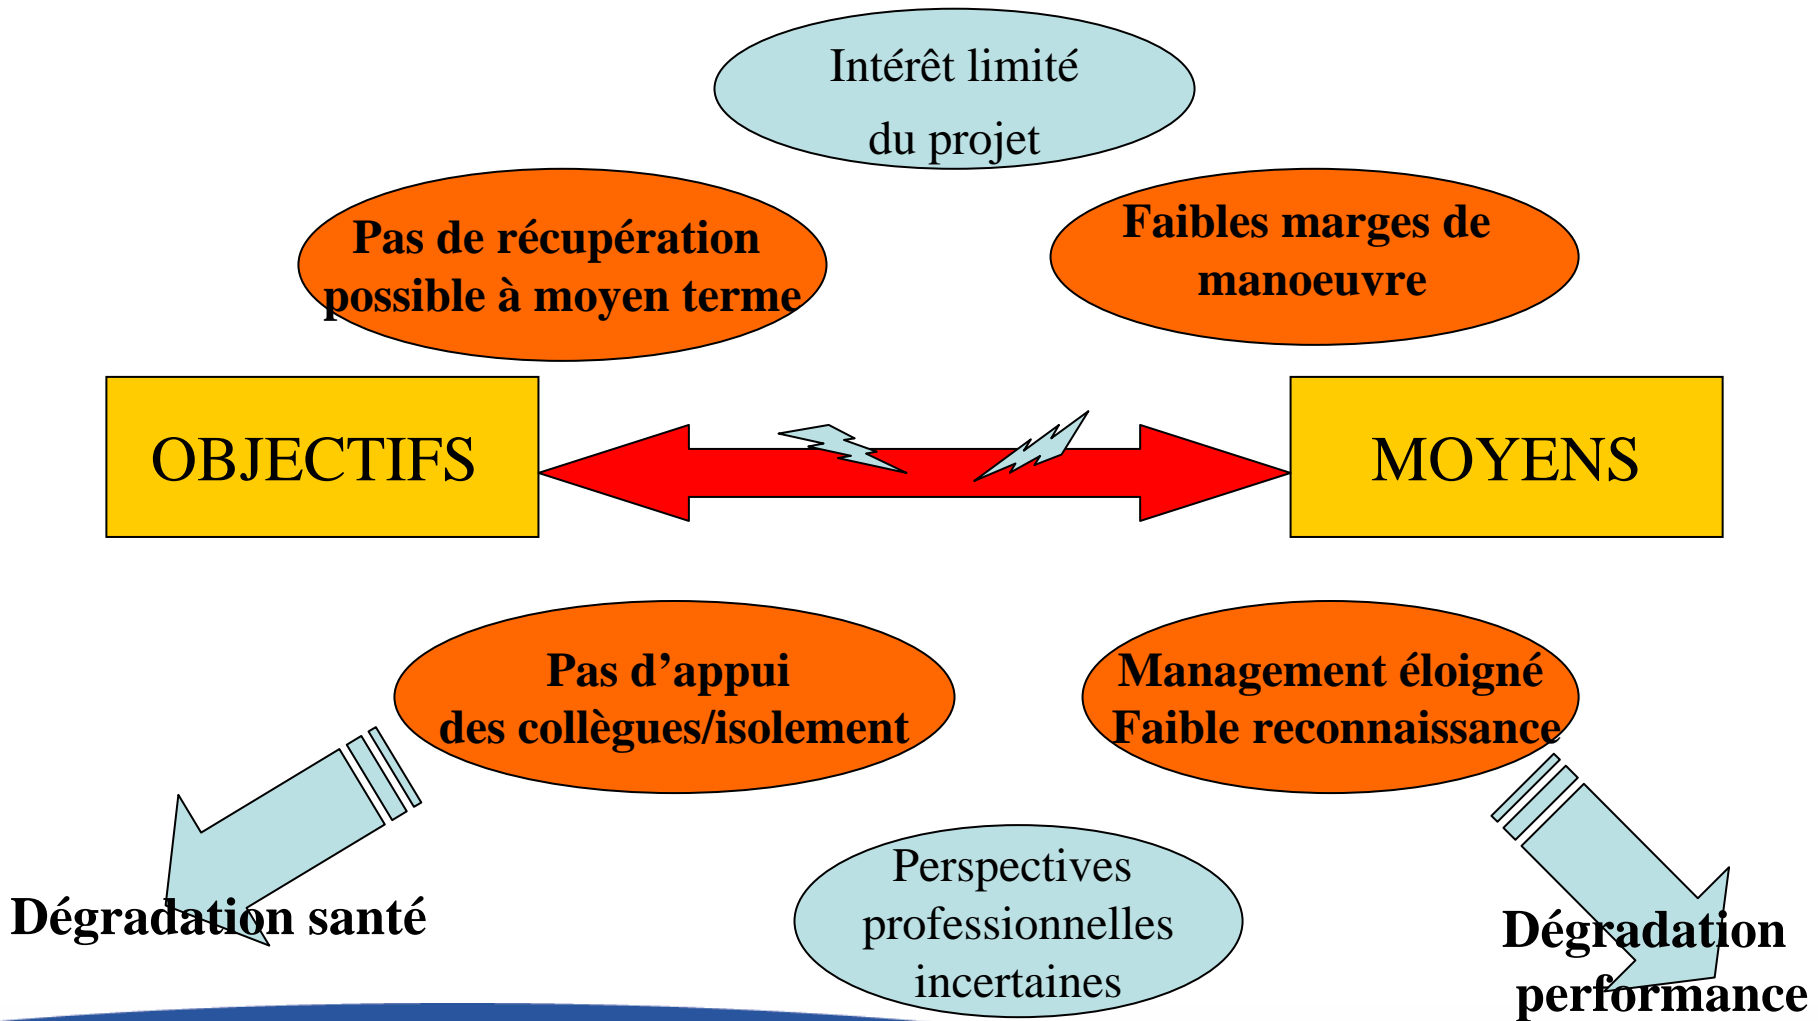 Intérêt limité
du projet
Pas de récupération
possible à moyen terme
Faibles marges de
manoeuvre
OBJECTIFS
MOYENS
Pas d’appui
des collègues/isolement
Management éloigné
Faible reconnaissance
Dégradation santé
Perspectives
professionnelles
incertaines
Dégradation
performance